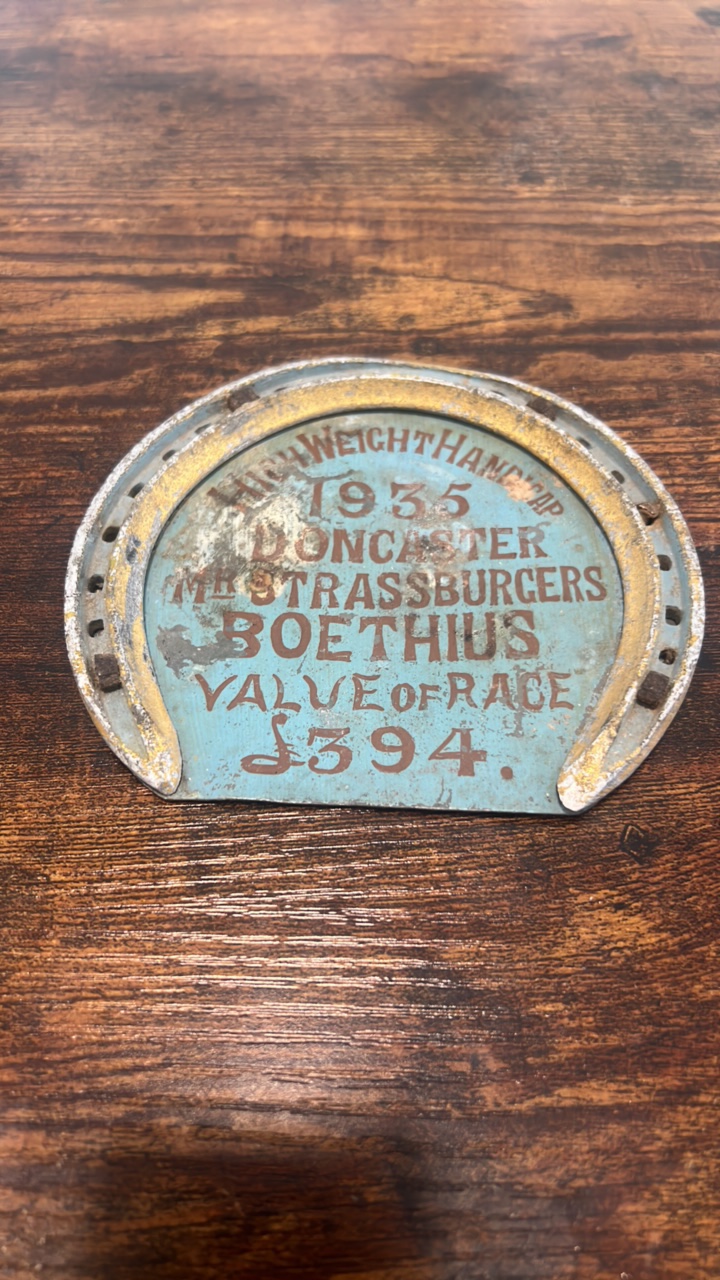 HIGH WEIGHT HANDICAP
1935
DONCASTER
MR STRASSBURGERS
BOETHIUS
VALUE OF RACE
£394.